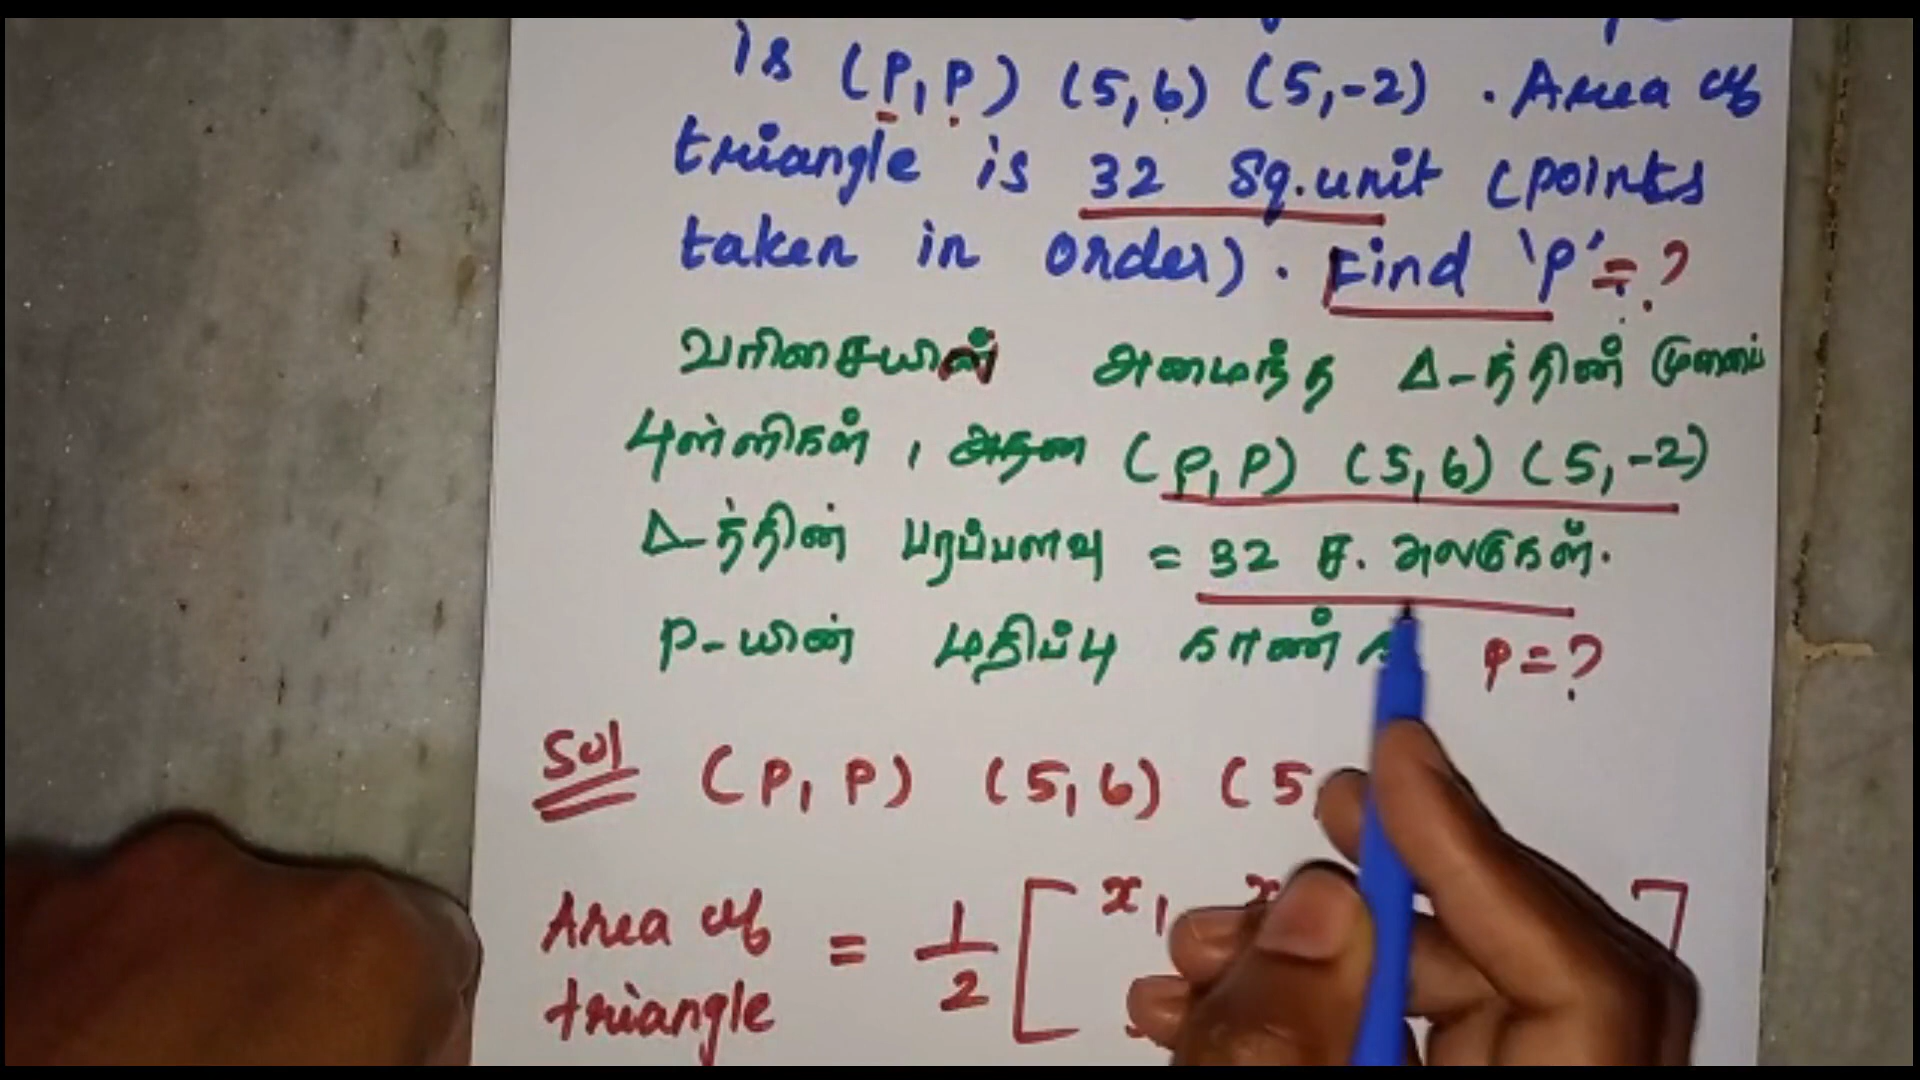 is (P,P) (5,6) (5,-2). Area of
triangle is 32 Sq.unit (points
taken in order). Find 'P' = ?
வரிசையில் அமைந்த Δ-த்தின் முனைப்
புள்ளிகள், (P,P) (5,6) (5,-2)
Δ-த்தின் பரப்பளவு = 32 ச. அலகுகள்.
P-யின் மதிப்பு காண்க P=?
Sol (P,P) (5,6) (5,
Area of
triangle = 1/2 [ x₁